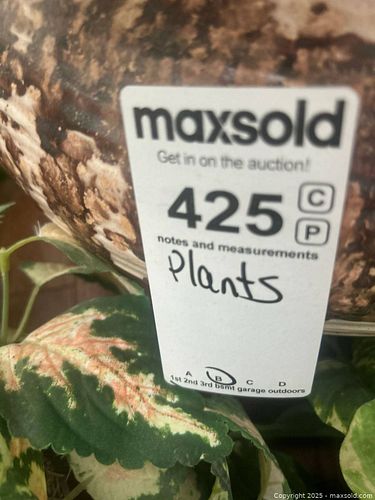 maxsold
Get in on the auction!
425 C
P
notes and measurements
Plants
A B C D
1st 2nd 3rd bsmt garage outdoors
Copyright 2025 - maxsold.com